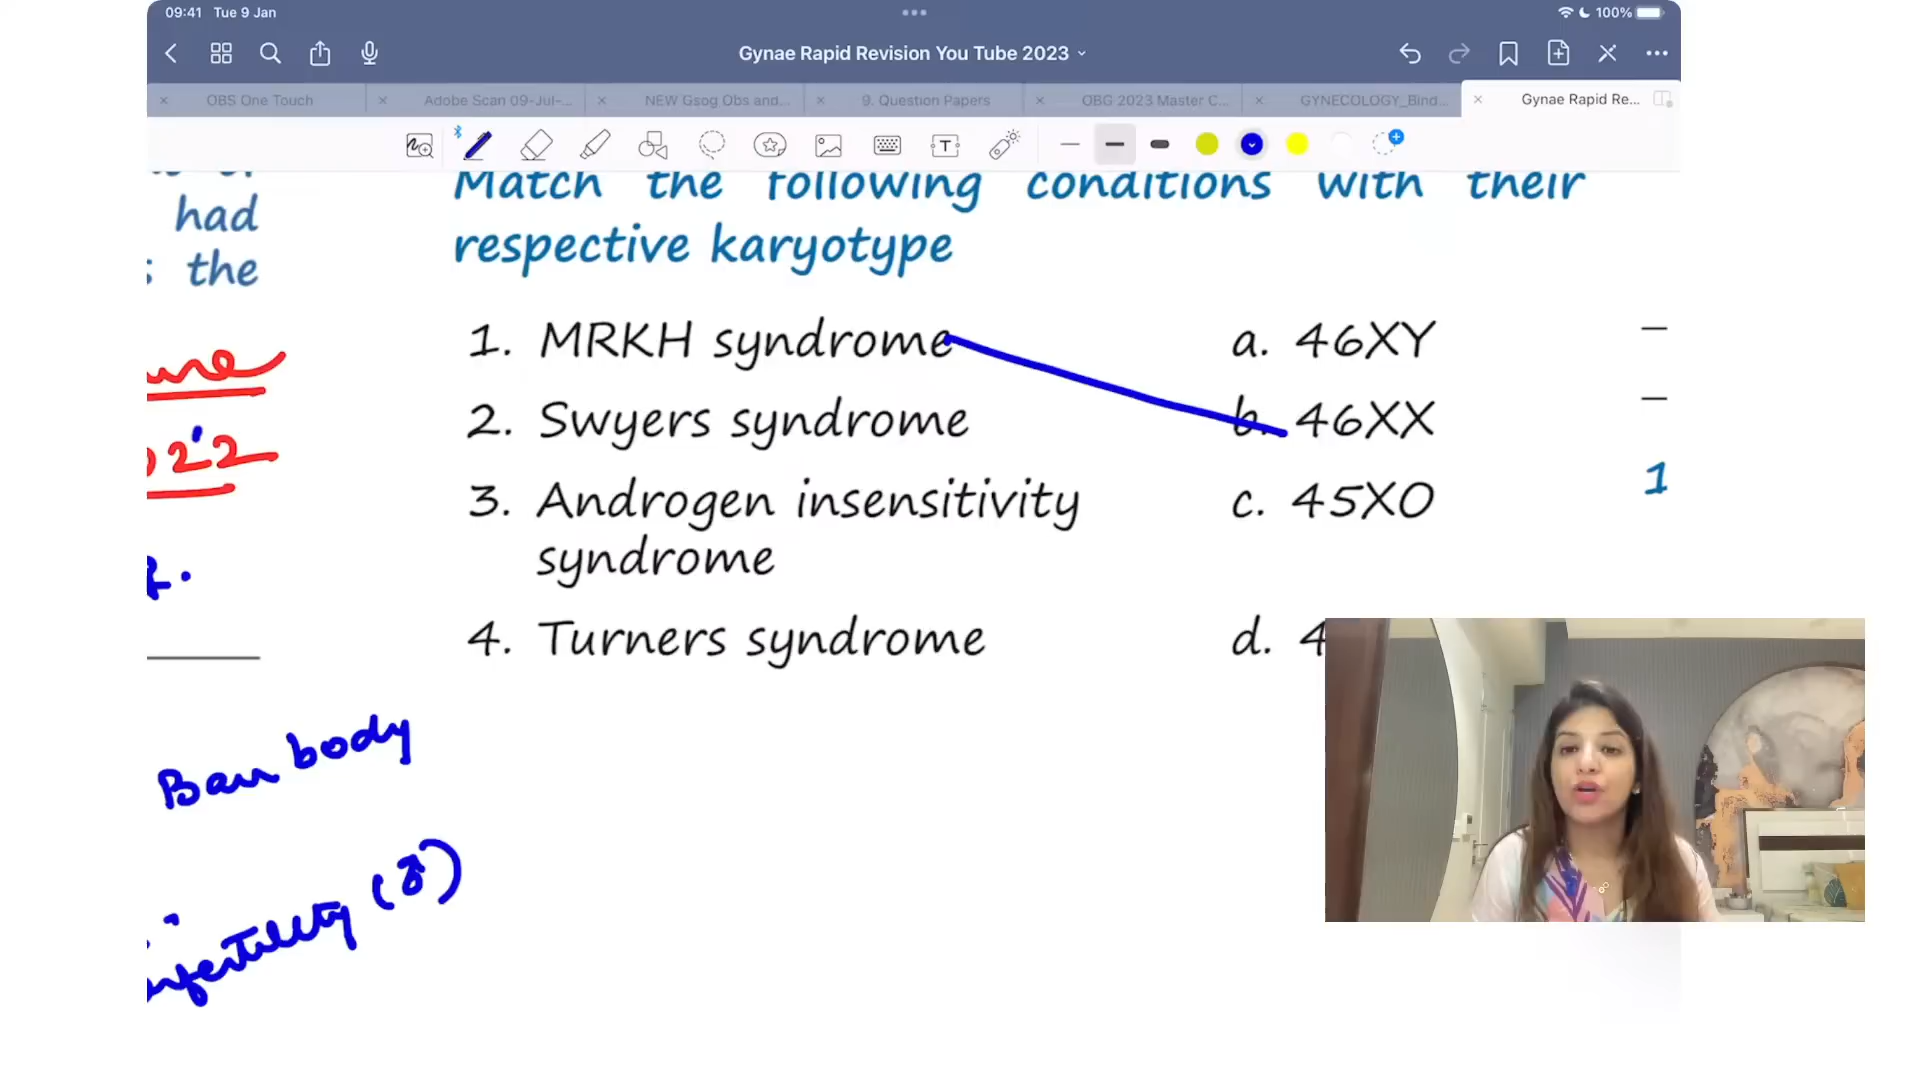 09:41 Tue 9 Jan
100%
Gynae Rapid Revision You Tube 2023
OBS One Touch
Adobe Scan 09-Jul-...
NEW Gsog Obs and...
9. Question Papers
OBG 2023 Master C...
GYNECOLOGY_Bind...
Gynae Rapid Re...
had
the
Match the following conditions with their
respective karyotype
1. MRKH syndrome a. 46XY
2. Swyers syndrome b. 46XX
3. Androgen insensitivity c. 45XO
syndrome
4. Turners syndrome d. 4
1
Barr body
(♂)